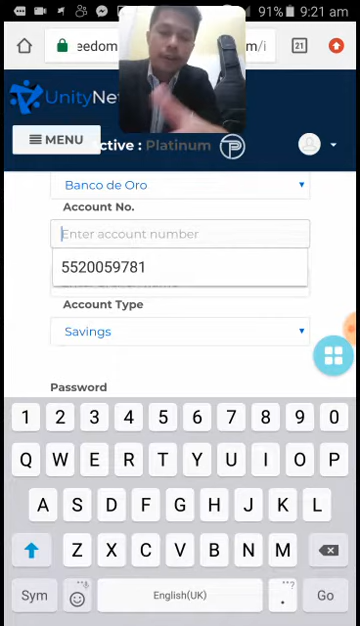 91% 9:21 am
eedom m/i 21
UnityNe
MENU ctive : Platinum
Banco de Oro
Account No.
Enter account number
5520059781
Account Type
Savings
Password
1 2 3 4 5 6 7 8 9 0
Q W E R T Y U I O P
A S D F G H J K L
Z X C V B N M
Sym English(UK) . Go